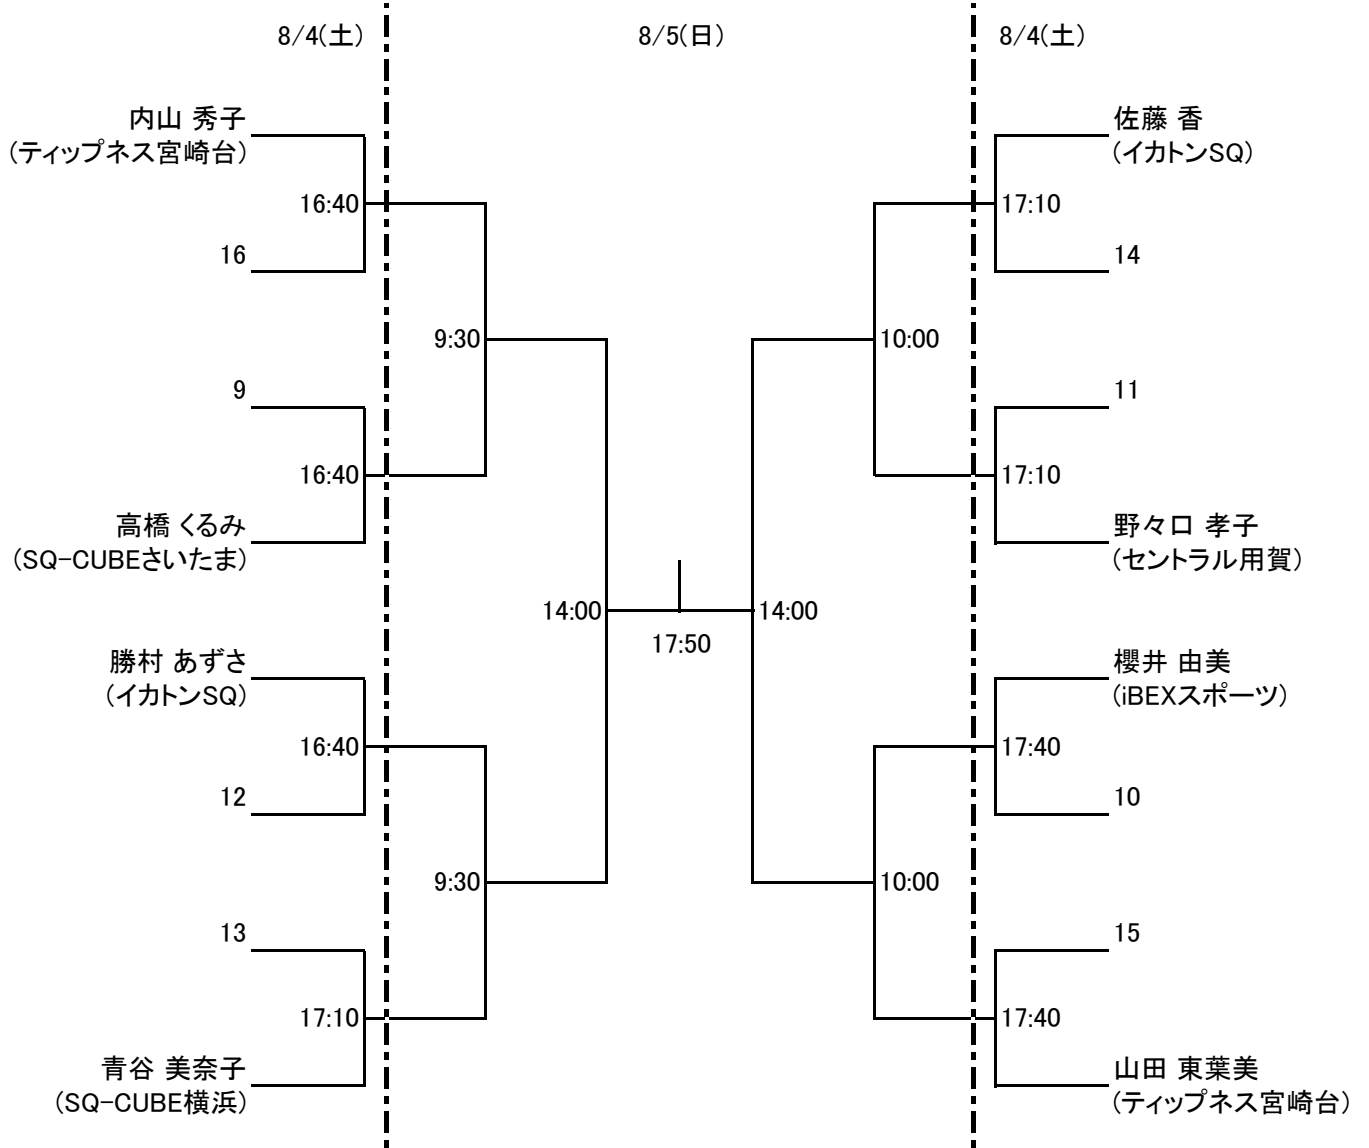 8/4(土)
8/5(日)
8/4(土)
内山 秀子
(ティップネス宮崎台)
16:40
16
9:30
9
16:40
高橋 くるみ
(SQ-CUBEさいたま)
14:00
勝村 あずさ
(イカトンSQ)
16:40
12
9:30
13
17:10
青谷 美奈子
(SQ-CUBE横浜)
17:50
佐藤 香
(イカトンSQ)
17:10
14
10:00
11
17:10
野々口 孝子
(セントラル用賀)
14:00
櫻井 由美
(iBEXスポーツ)
17:40
10
10:00
15
17:40
山田 東葉美
(ティップネス宮崎台)